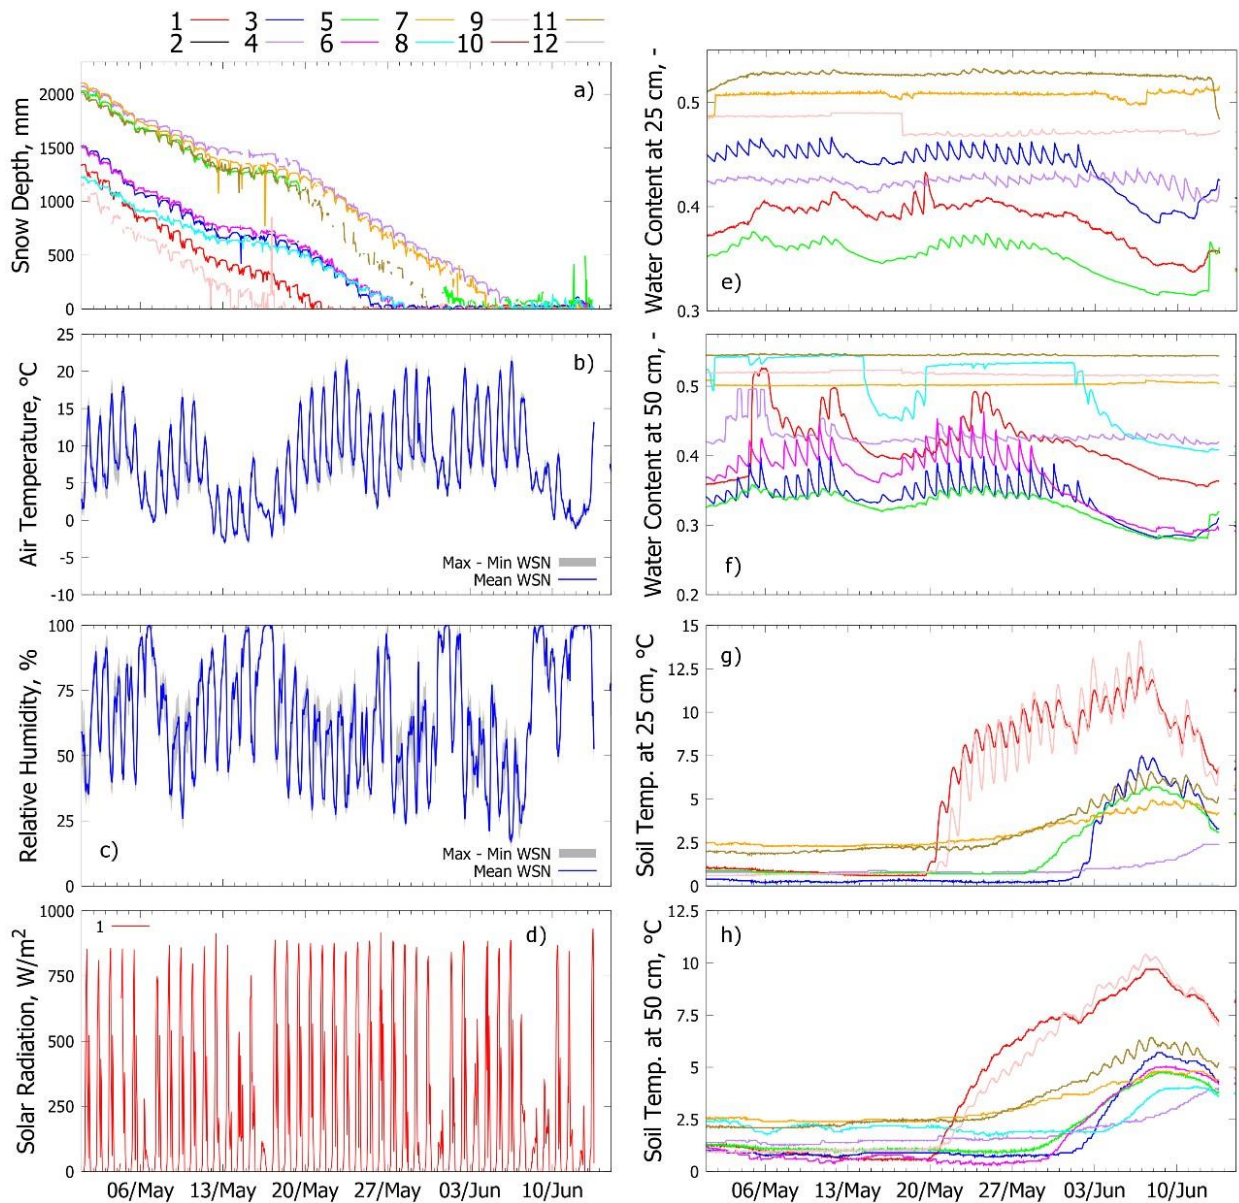 1 3 5 7 9 11
2 4 6 8 10 12
Snow Depth, mm
2000
1500
1000
500
0
a)
Air Temperature, °C
25
20
15
10
5
0
-5
-10
b)
Max - Min WSN
Mean WSN
Relative Humidity, %
100
75
50
25
0
c)
Max - Min WSN
Mean WSN
Solar Radiation, W/m²
1000
750
500
250
0
1
d)
06/May 13/May 20/May 27/May 03/Jun 10/Jun
Water Content at 25 cm, -
0.5
0.4
0.3
e)
Water Content at 50 cm, -
0.5
0.4
0.3
0.2
f)
Soil Temp. at 25 cm, °C
15
12.5
10
7.5
5
2.5
0
g)
Soil Temp. at 50 cm, °C
12.5
10
7.5
5
2.5
0
h)
06/May 13/May 20/May 27/May 03/Jun 10/Jun